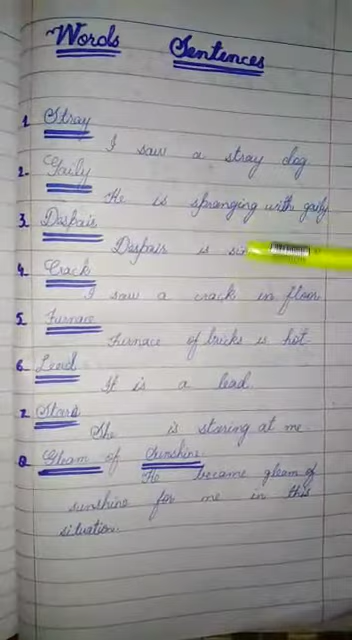 Words Sentences
1. Stray
I saw a stray dog
2. Gaily
He is spranging with gaily
3. Despair
Despair is
4. Crack
I saw a crack in floor
5. Furnace
Furnace of bricks is hot
6. Lead
It is a lead.
7. Stare
She is staring at me
8 Gleam of Sunshine
He became gleam of
sunshine for me in this
situation.